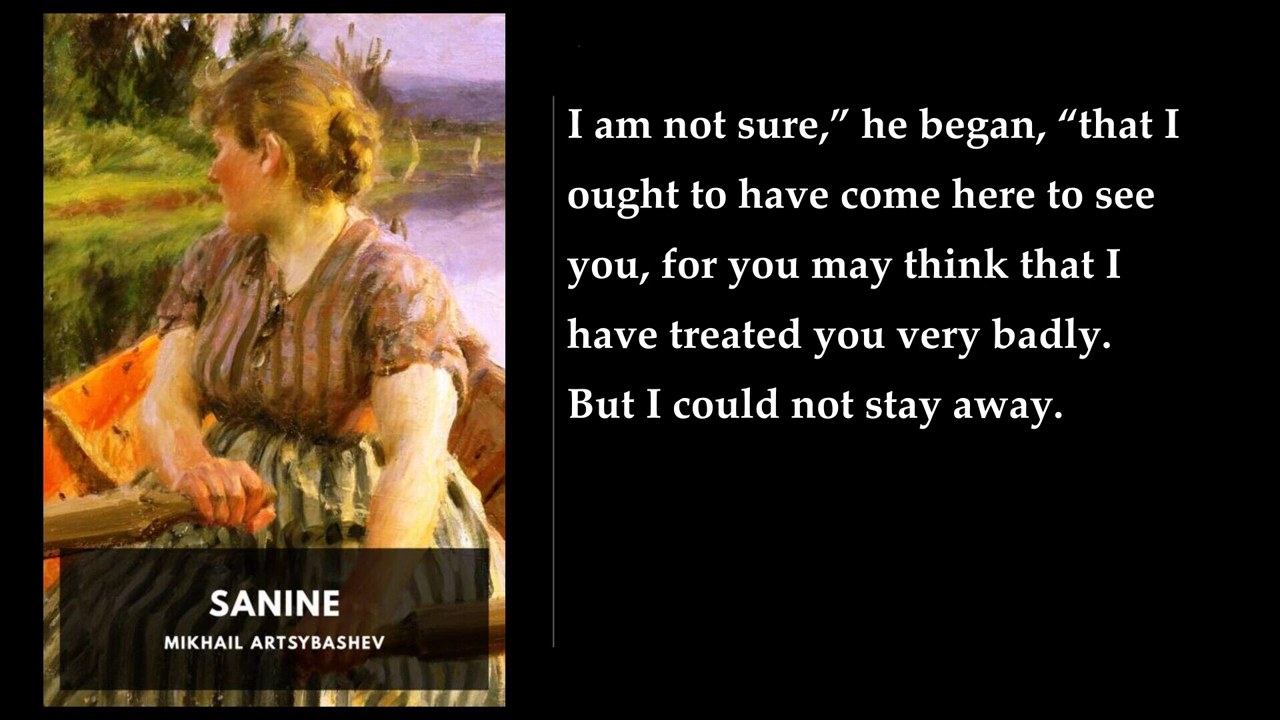 I am not sure,” he began, “that I
ought to have come here to see
you, for you may think that I
have treated you very badly.
But I could not stay away.
SANINE
MIKHAIL ARTSYBASHEV